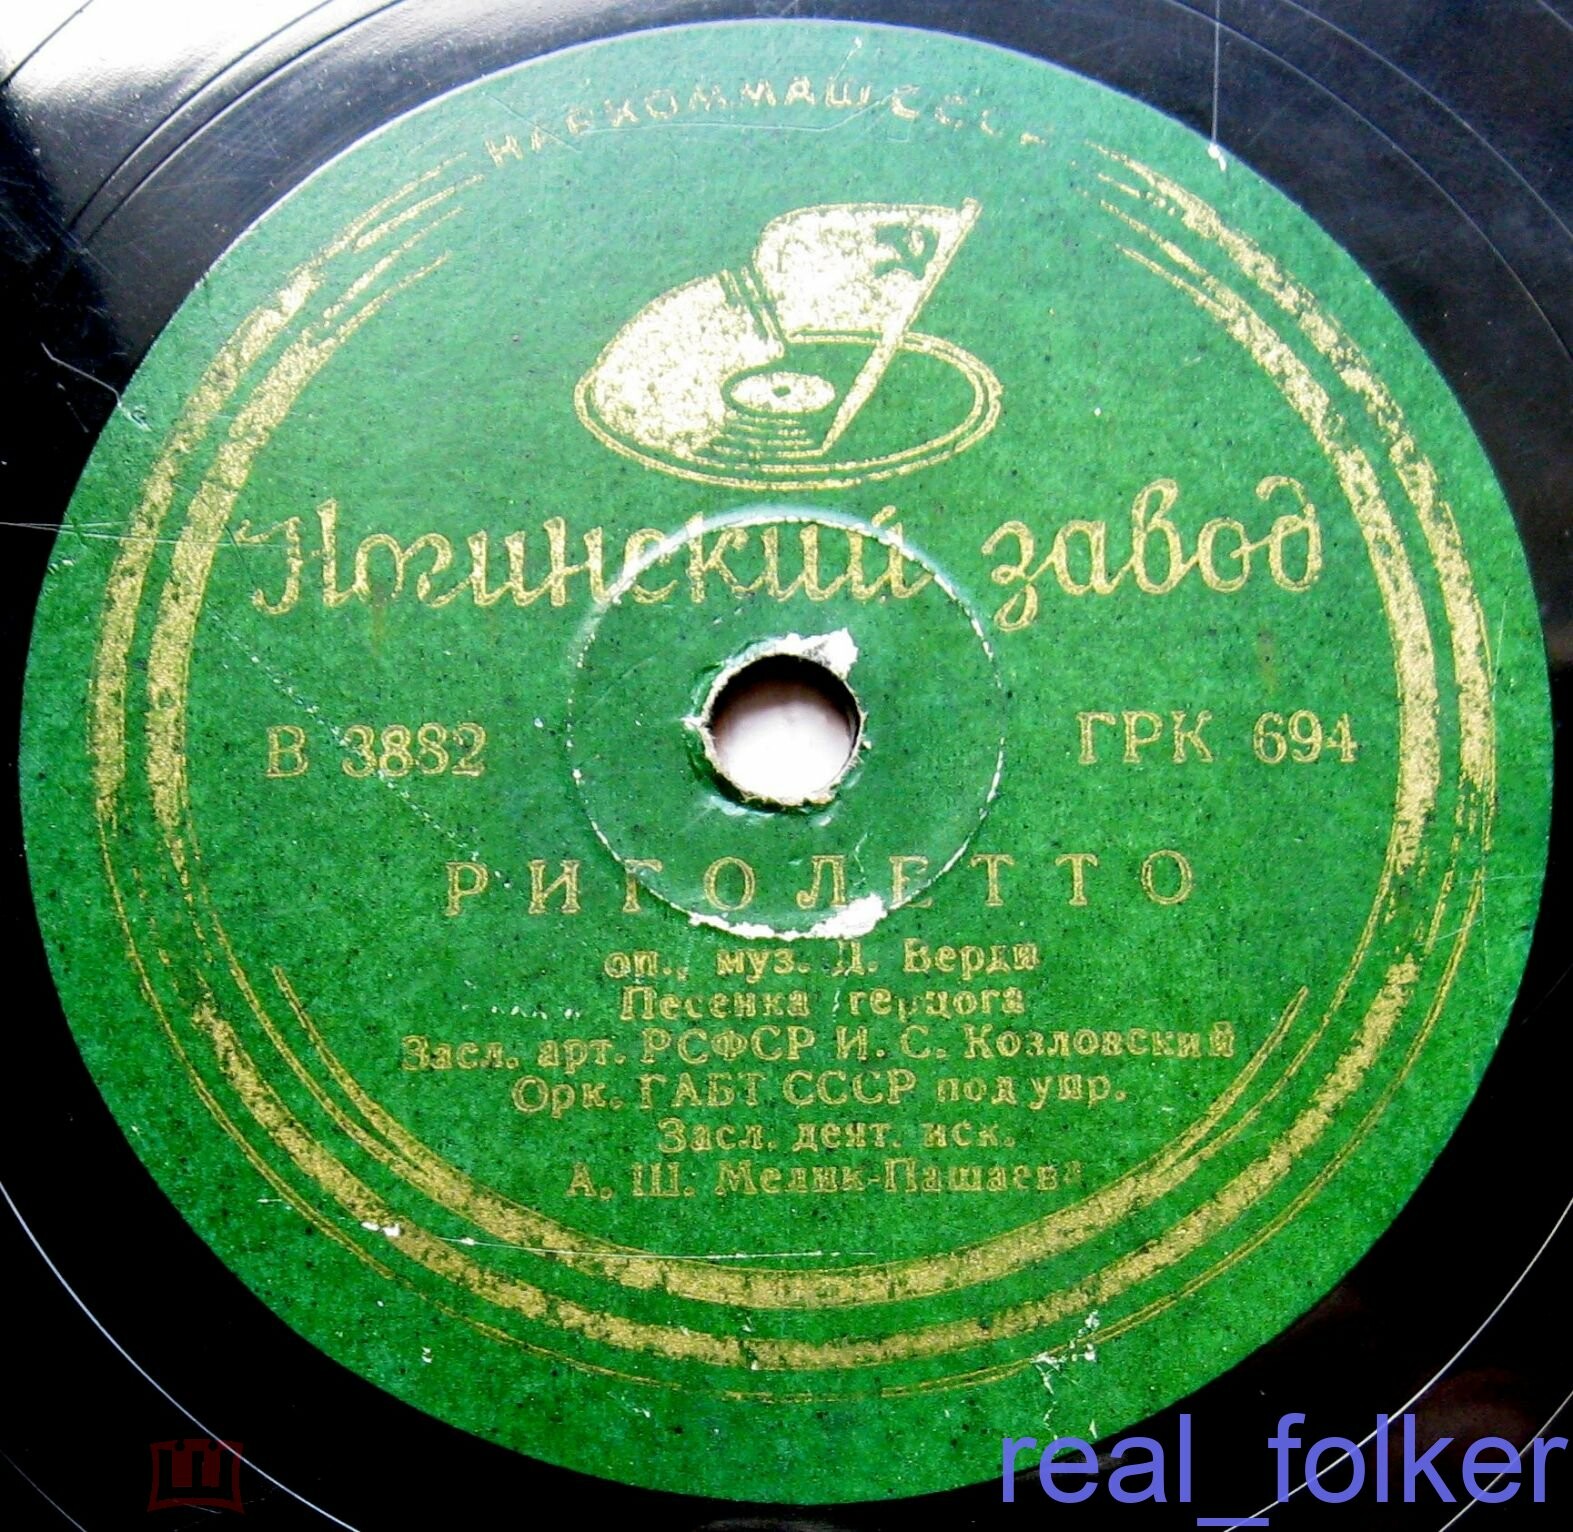 НАРКОММАШ СССР
Ногинский завод
В 3882 ГРК 694
РИГОЛЕТТО
оп., муз. Д. Верди
Песенка герцога
Засл. арт. РСФСР И. С. Козловский
Орк. ГАБТ СССР под упр.
Засл. деят. иск.
А. Ш. Мелик-Пашаева
real_folker